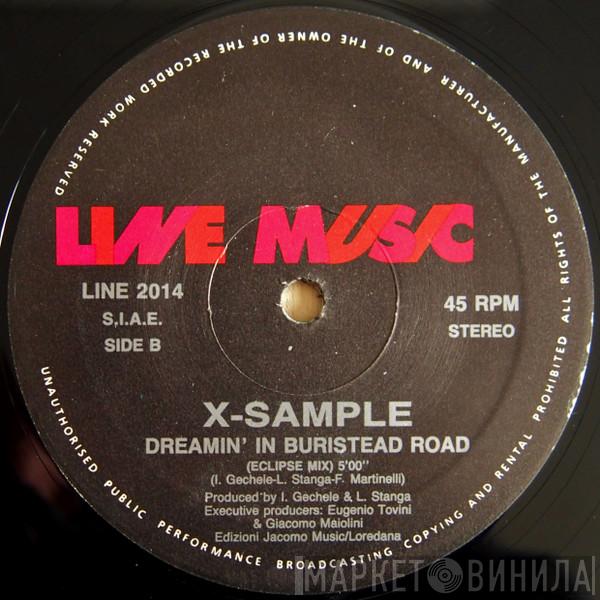 ALL RIGHTS OF THE MANUFACTURER AND OF THE OWNER OF THE RECORDED WORK RESERVED
LINE MUSIC
LINE 2014
S.I.A.E.
SIDE B
45 RPM
STEREO
X-SAMPLE
DREAMIN' IN BURISTEAD ROAD
(ECLIPSE MIX) 5'00"
(I. Gechele-L. Stanga-F. Martinelli)
Produced by I. Gechele & L. Stanga
Executive producers: Eugenio Tovini
& Giacomo Maiolini
Edizioni Jacomo Music/Loredana
UNAUTHORISED PUBLIC PERFORMANCE BROADCASTING COPYING AND RENTAL PROHIBITED
МАРКЕТ ВИНИЛА